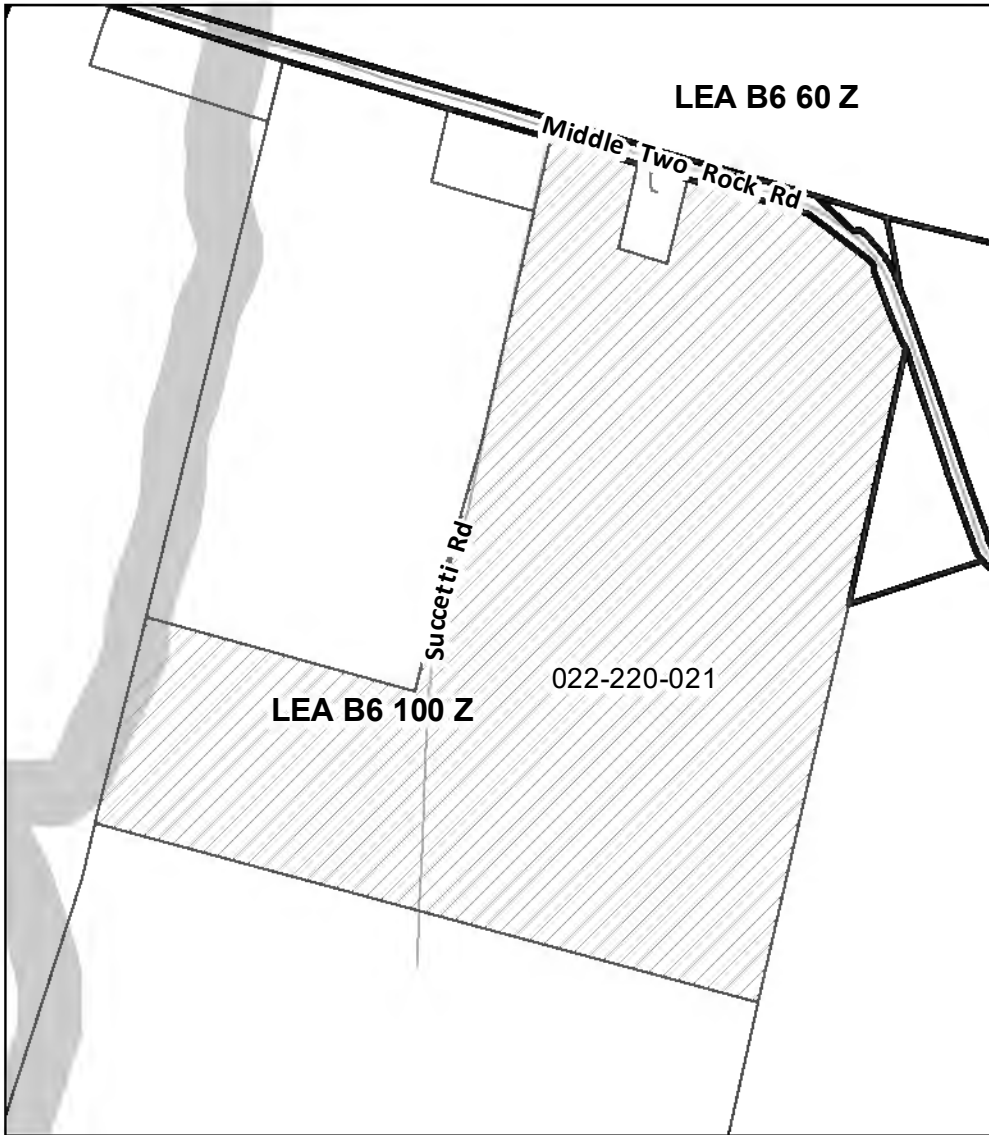 LEA B6 60 Z
Middle Two Rock Rd
Succetti Rd
022-220-021
LEA B6 100 Z